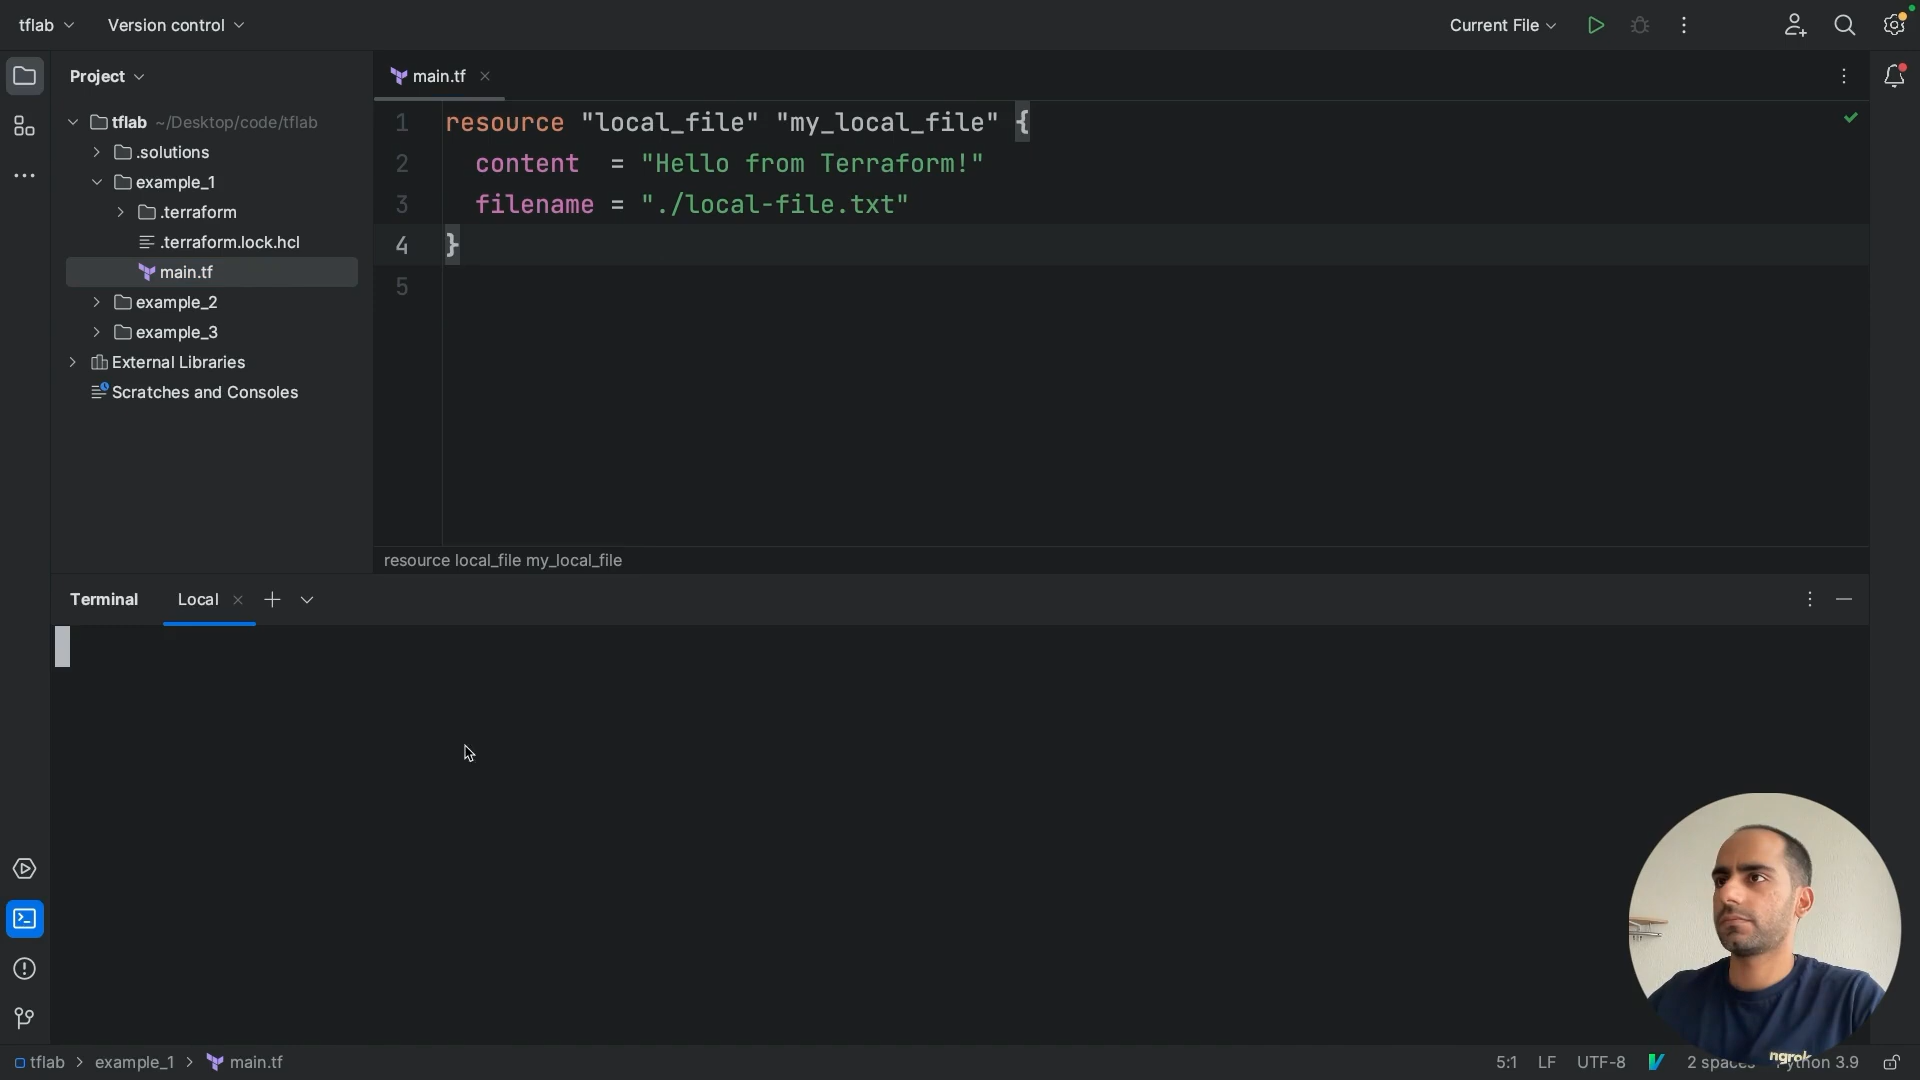 tflab
Version control
Current File
Project
main.tf
tflab ~/Desktop/code/tflab
.solutions
example_1
.terraform
.terraform.lock.hcl
main.tf
example_2
example_3
External Libraries
Scratches and Consoles
1 resource "local_file" "my_local_file" {
2 content = "Hello from Terraform!"
3 filename = "./local-file.txt"
4 }
5
resource local_file my_local_file
Terminal
Local
tflab > example_1 > main.tf
5:1
LF
UTF-8
2 spaces
ngrok
Python 3.9